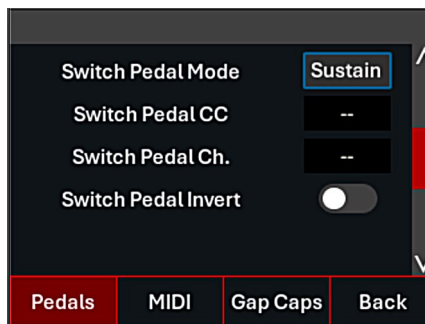 Switch Pedal Mode Sustain
Switch Pedal CC --
Switch Pedal Ch. --
Switch Pedal Invert
Pedals MIDI Gap Caps Back